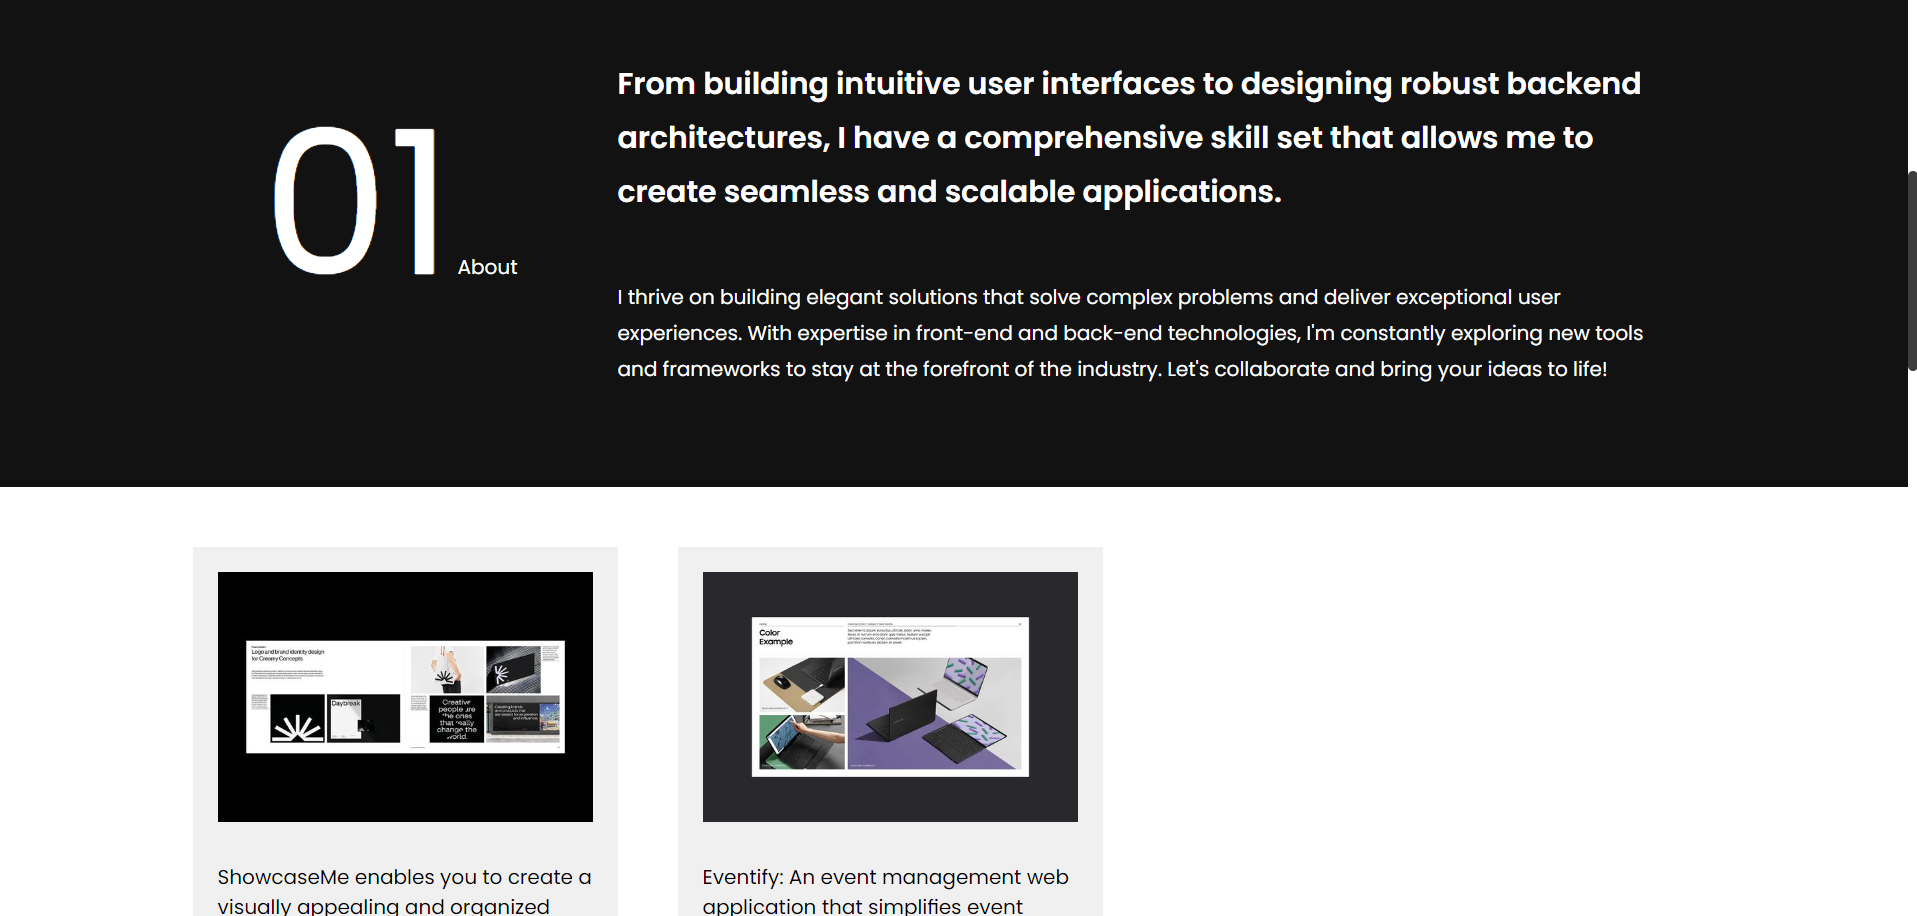 01 About
From building intuitive user interfaces to designing robust backend
architectures, I have a comprehensive skill set that allows me to
create seamless and scalable applications.
I thrive on building elegant solutions that solve complex problems and deliver exceptional user
experiences. With expertise in front-end and back-end technologies, I'm constantly exploring new tools
and frameworks to stay at the forefront of the industry. Let's collaborate and bring your ideas to life!
Logo and brand identity design
for Creamy Concepts
Daybreak
Creative
people are
the ones
that really
change the
world.
Color
Example
ShowcaseMe enables you to create a
visually appealing and organized
Eventify: An event management web
application that simplifies event